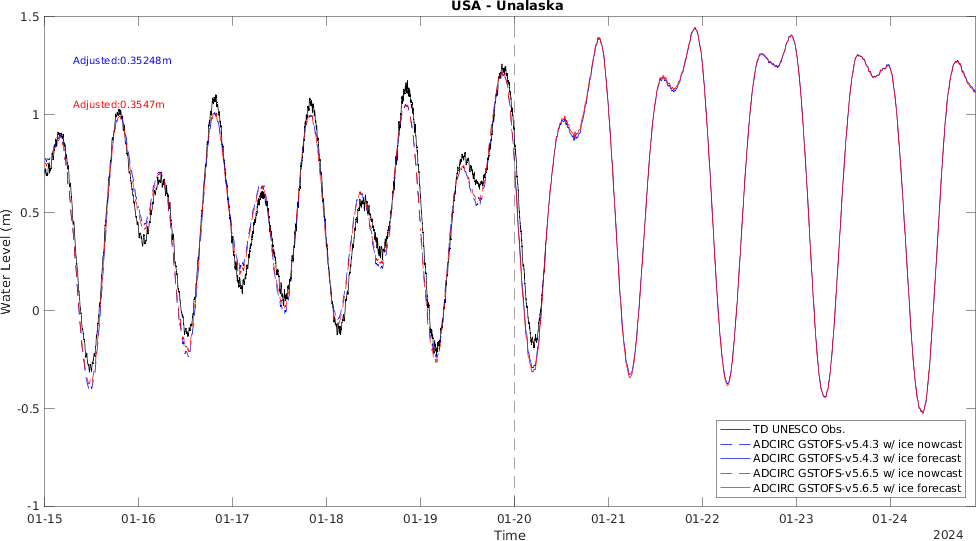 USA - Unalaska
1.5
Adjusted:0.35248m
Adjusted:0.3547m
1
0.5
0
-0.5
-1
Water Level (m)
TD UNESCO Obs.
ADCIRC GSTOFS-v5.4.3 w/ ice nowcast
ADCIRC GSTOFS-v5.4.3 w/ ice forecast
ADCIRC GSTOFS-v5.6.5 w/ ice nowcast
ADCIRC GSTOFS-v5.6.5 w/ ice forecast
01-15 01-16 01-17 01-18 01-19 01-20 01-21 01-22 01-23 01-24
Time
2024